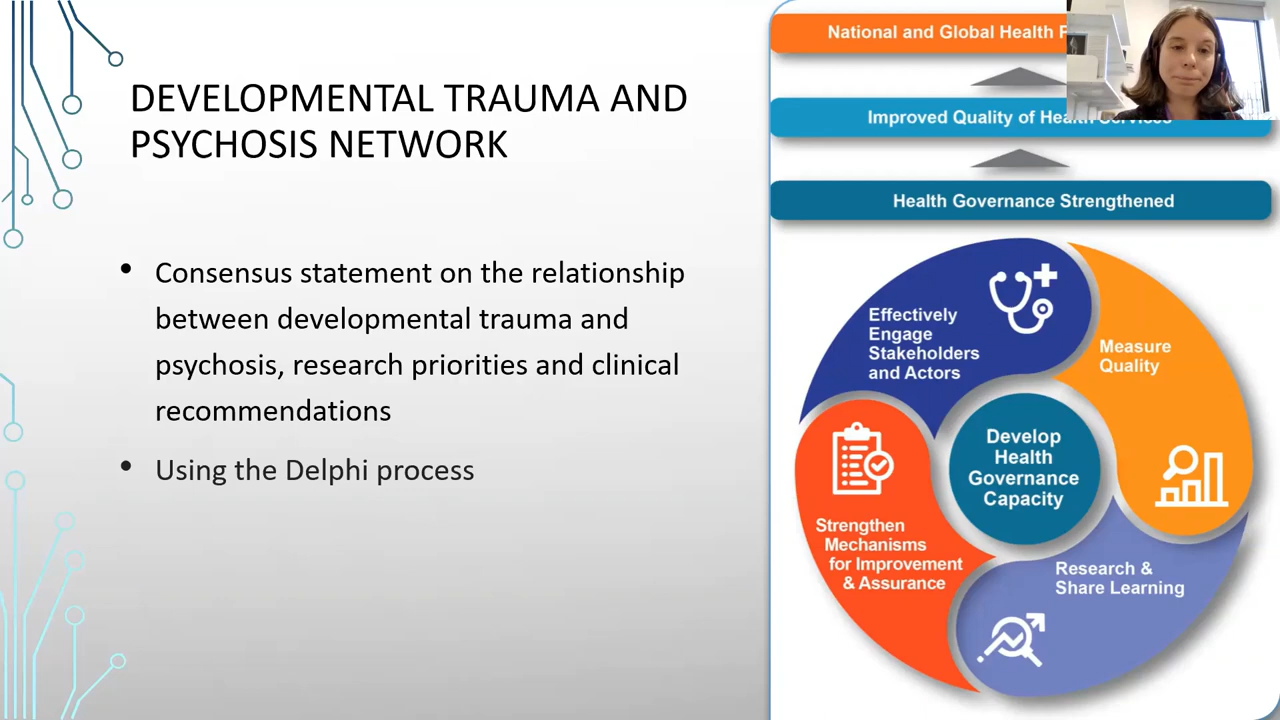 DEVELOPMENTAL TRAUMA AND
PSYCHOSIS NETWORK
• Consensus statement on the relationship
between developmental trauma and
psychosis, research priorities and clinical
recommendations
• Using the Delphi process
National and Global Health
Improved Quality of Health Services
Health Governance Strengthened
Effectively
Engage
Stakeholders
and Actors
Measure
Quality
Develop
Health
Governance
Capacity
Strengthen
Mechanisms
for Improvement
& Assurance
Research &
Share Learning